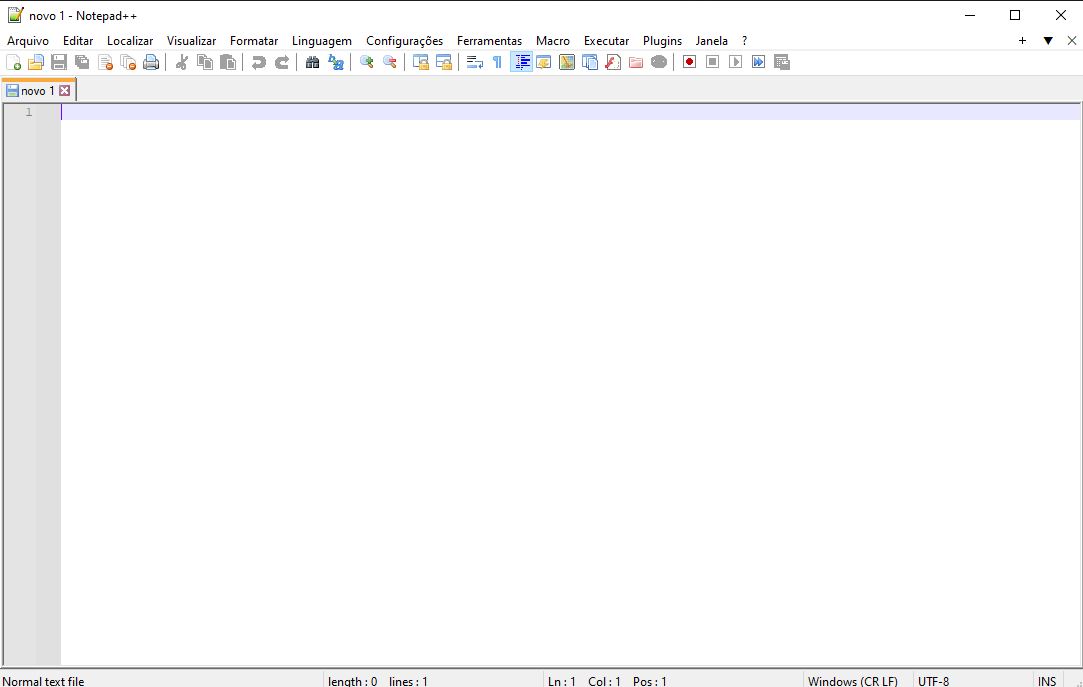 novo 1 - Notepad++
Arquivo Editar Localizar Visualizar Formatar Linguagem Configurações Ferramentas Macro Executar Plugins Janela ? + ▼ X
novo 1
1
Normal text file length : 0 lines : 1 Ln : 1 Col : 1 Pos : 1 Windows (CR LF) UTF-8 INS